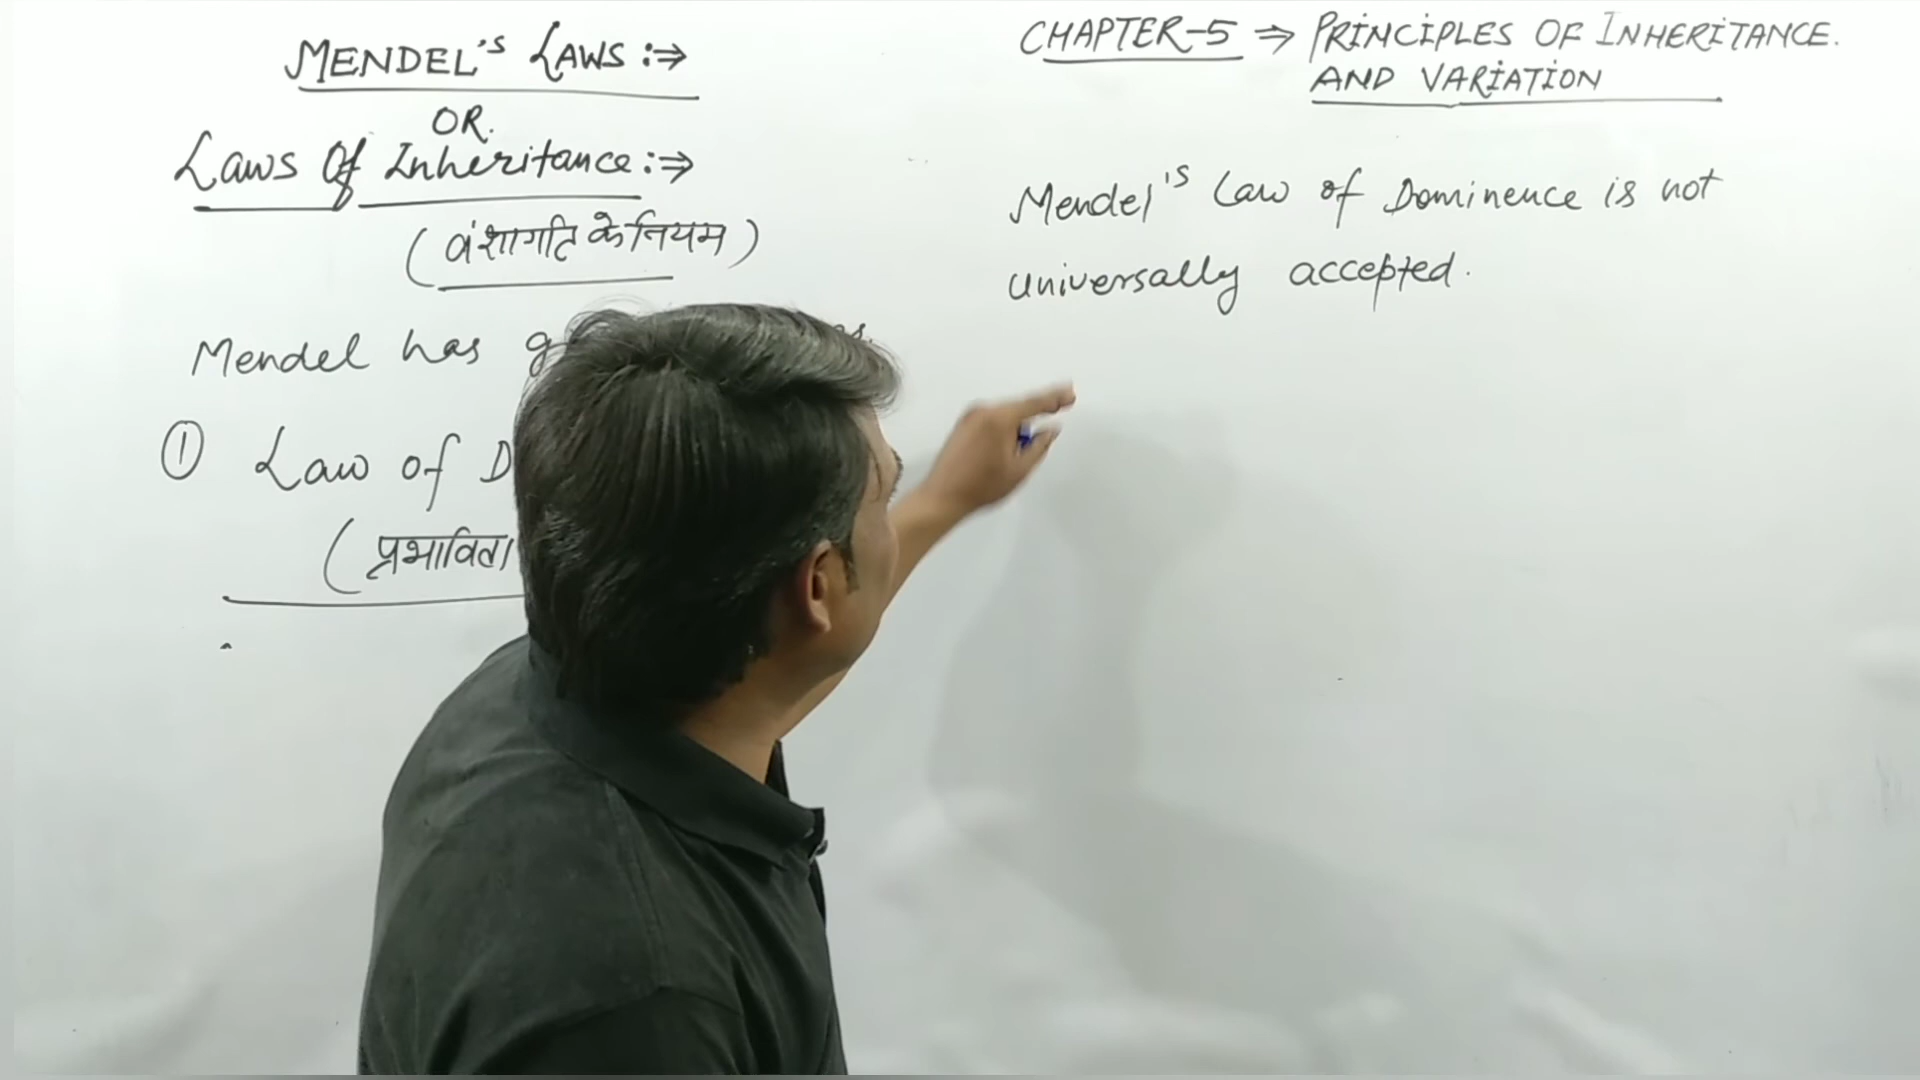 MENDEL'S LAWS :⇒
OR.
Laws Of Inheritance :⇒
(वंशागति के नियम)
Mendel has
① Law of
(प्रभाविता
CHAPTER-5 ⇒ PRINCIPLES OF INHERITANCE.
AND VARIATION
Mendel's Law of Dominence is not
universally accepted.